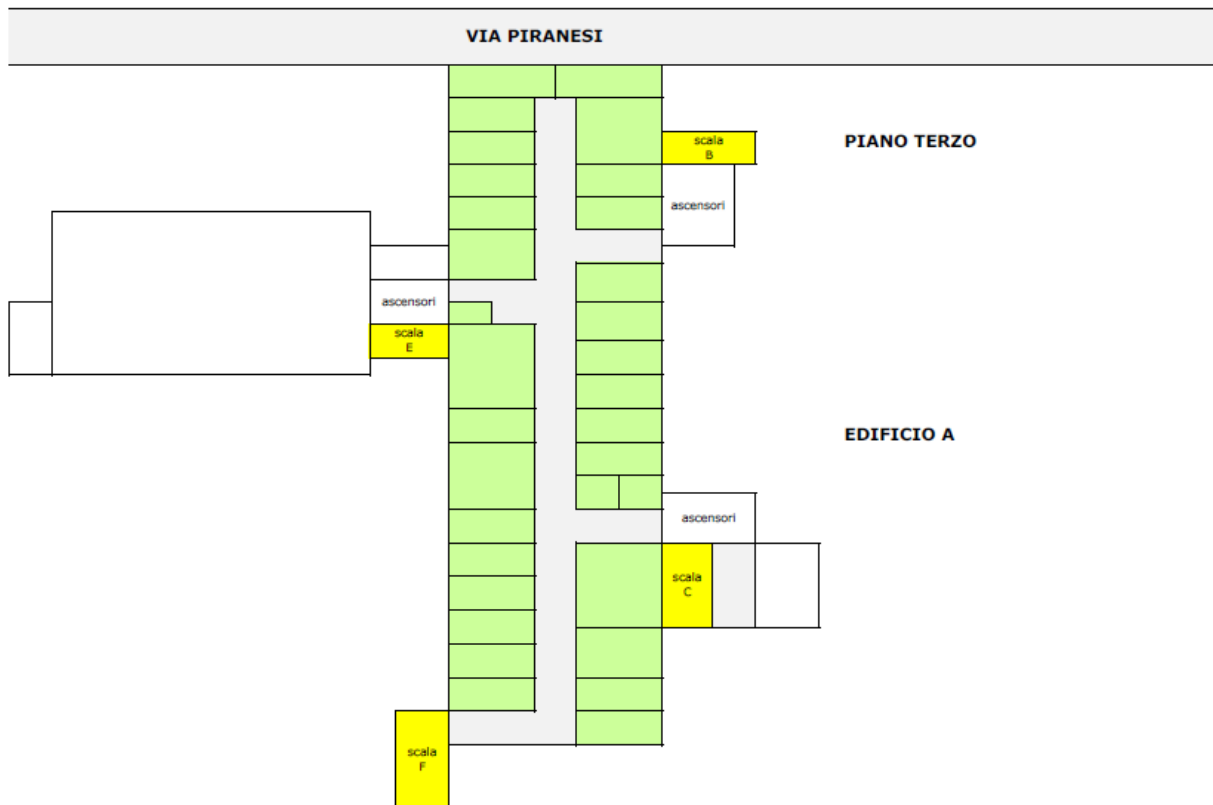 VIA PIRANESI
PIANO TERZO
scala
B
ascensori
ascensori
scala
E
EDIFICIO A
ascensori
scala
C
scala
F